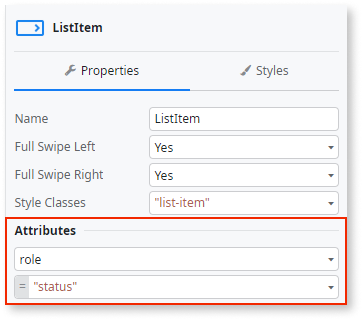 ListItem
Properties
Styles
Name ListItem
Full Swipe Left Yes
Full Swipe Right Yes
Style Classes "list-item"
Attributes
role
= "status"